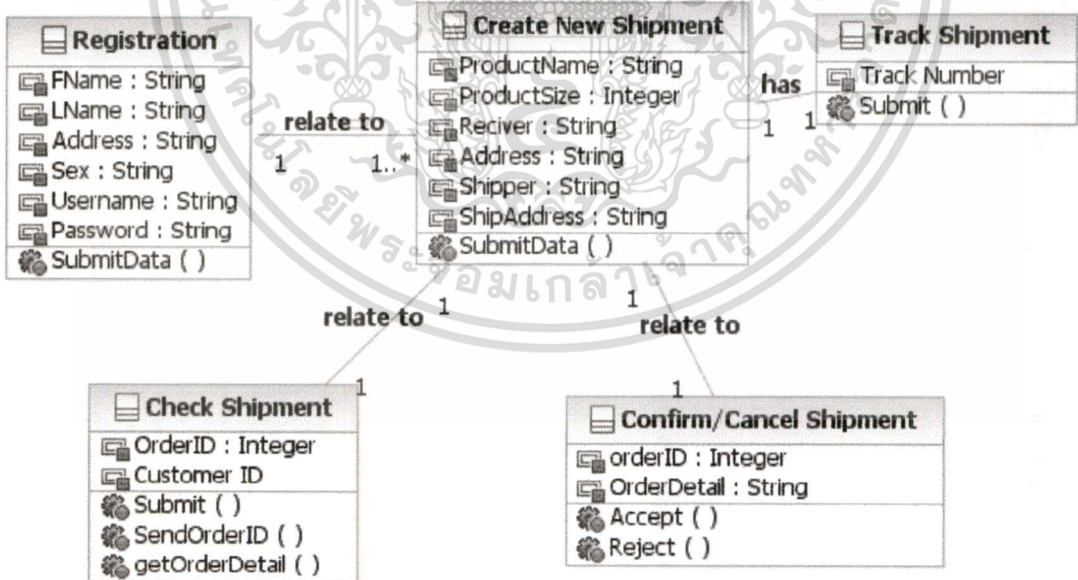 Registration
FName : String
LName : String
Address : String
Sex : String
Username : String
Password : String
SubmitData ( )
relate to
1
1..*
Create New Shipment
ProductName : String
ProductSize : Integer
Reciver : String
Address : String
Shipper : String
ShipAddress : String
SubmitData ( )
has
1
1
Track Shipment
Track Number
Submit ( )
relate to
1
1
1
relate to
1
Check Shipment
OrderID : Integer
Customer ID
Submit ( )
SendOrderID ( )
getOrderDetail ( )
Confirm/Cancel Shipment
orderID : Integer
OrderDetail : String
Accept ( )
Reject ( )